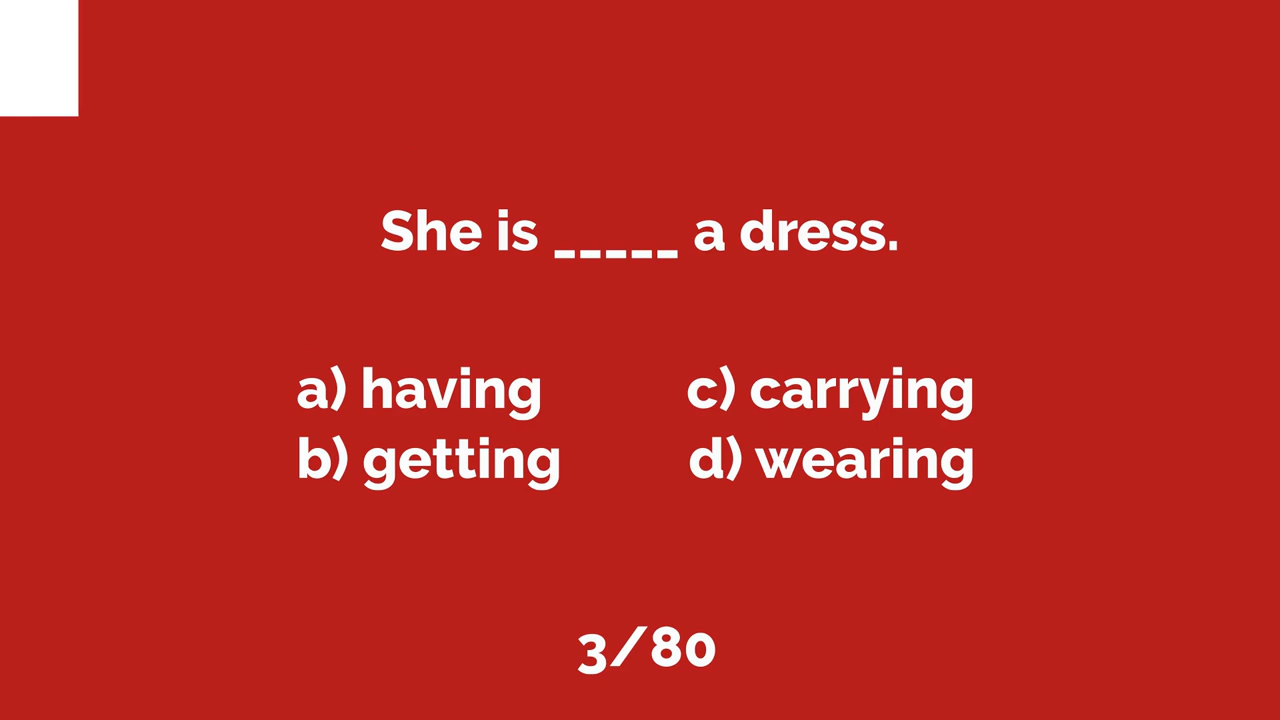 She is _____ a dress.
a) having
b) getting
c) carrying
d) wearing
3/80